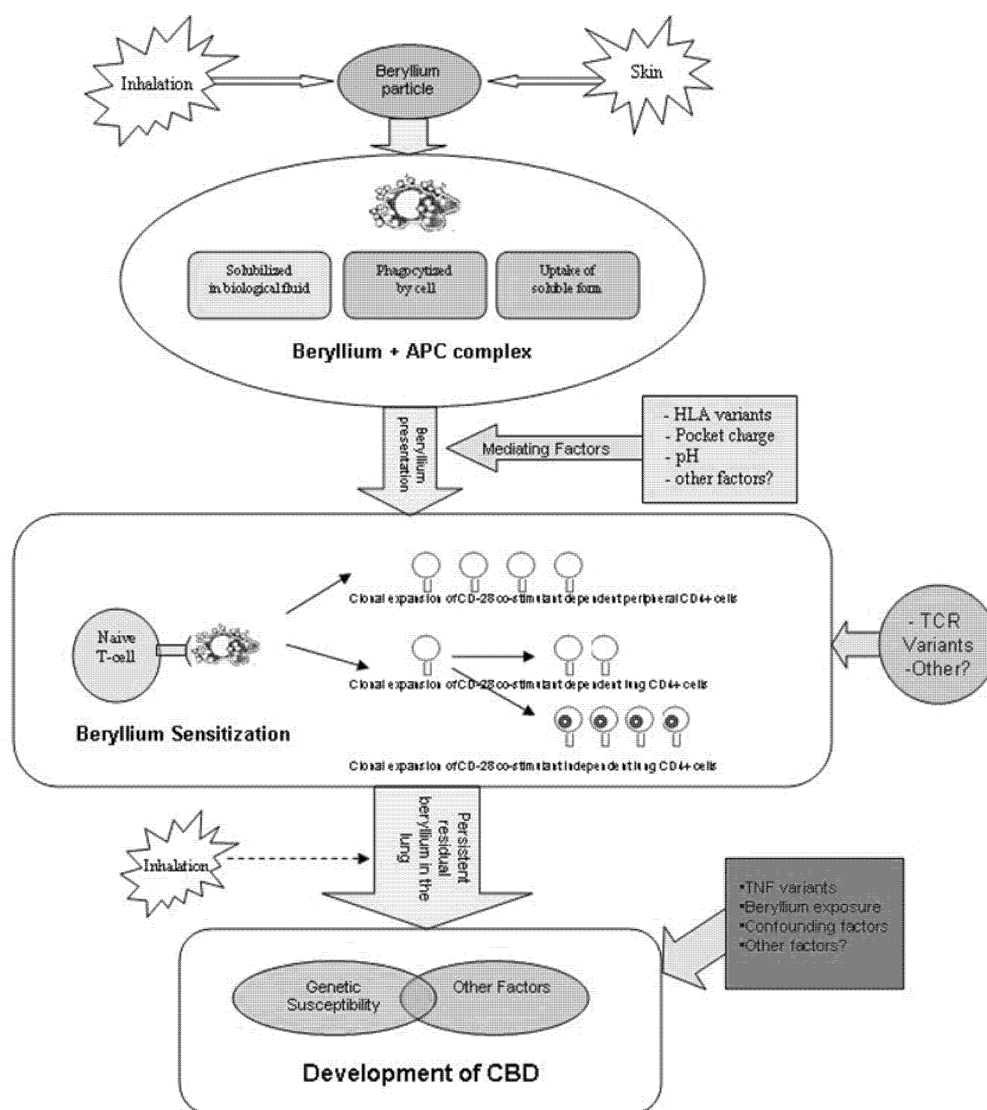 Inhalation
Beryllium
particle
Skin
Solubilized
in biological fluid
Phagocytized
by cell
Uptake of
soluble form
Beryllium + APC complex
Beryllium
presentation
Mediating Factors
- HLA variants
- Pocket charge
- pH
- other factors?
Clonal expansion of CD-28 co-stimulant dependent peripheral CD4+ cells
Naive
T-cell
Clonal expansion of CD-28 co-stimulant dependent lung CD4+ cells
Beryllium Sensitization
Clonal expansion of CD-28 co-stimulant independent lung CD4+ cells
- TCR
Variants
-Other?
Inhalation
Persistent
residual
beryllium in the
lung
▪TNF variants
▪Beryllium exposure
▪Confounding factors
▪Other factors?
Genetic
Susceptibility
Other Factors
Development of CBD